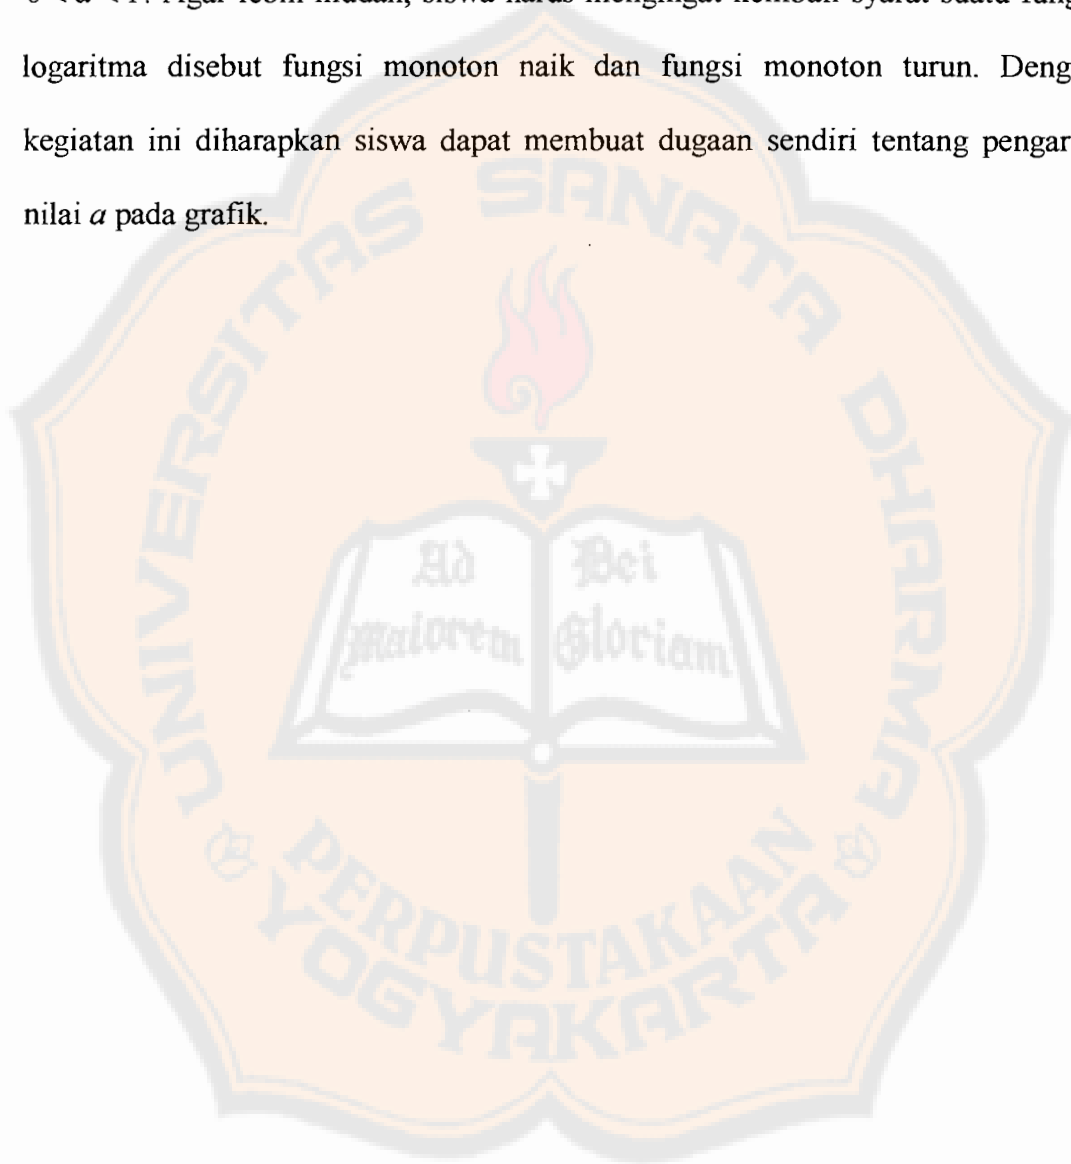 logaritma disebut fungsi monoton naik dan fungsi monoton turun. Deng
kegiatan ini diharapkan siswa dapat membuat dugaan sendiri tentang pengar
nilai a pada grafik.
UNIVERSITAS SANATA DHARMA
Ad Dei
maiorem Gloriam
PERPUSTAKAAN
YOGYAKARTA